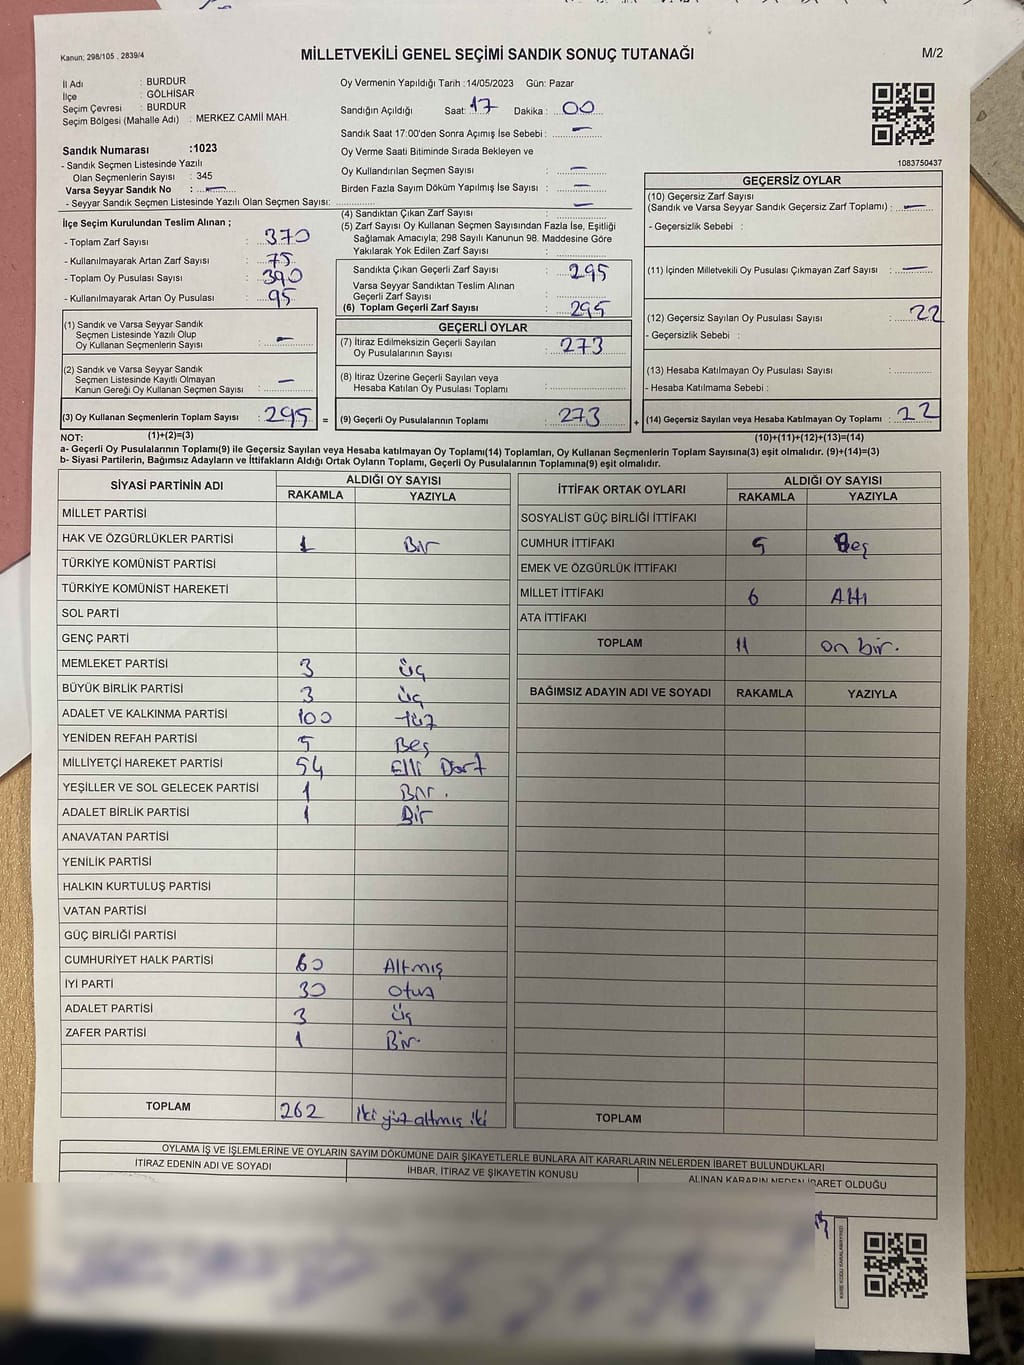 Kanun; 298/105 , 2839/4
MİLLETVEKİLİ GENEL SEÇİMİ SANDIK SONUÇ TUTANAĞI
M/2
İl Adı : BURDUR
İlçe : GÖLHİSAR
Seçim Çevresi : BURDUR
Seçim Bölgesi (Mahalle Adı) : MERKEZ CAMİİ MAH.
Oy Vermenin Yapıldığı Tarih :14/05/2023 Gün: Pazar
Sandığın Açıldığı Saat: 17 Dakika : 00
Sandık Saat 17:00'den Sonra Açımış İse Sebebi : –
Oy Verme Saati Bitiminde Sırada Bekleyen ve
Oy Kullandırılan Seçmen Sayısı : –
Birden Fazla Sayım Döküm Yapılmış İse Sayısı : –
Sandık Numarası :1023
- Sandık Seçmen Listesinde Yazılı
Olan Seçmenlerin Sayısı : 345
Varsa Seyyar Sandık No : –
- Seyyar Sandık Seçmen Listesinde Yazılı Olan Seçmen Sayısı: –
1083750437
İlçe Seçim Kurulundan Teslim Alınan ;
- Toplam Zarf Sayısı : 370
- Kullanılmayarak Artan Zarf Sayısı : 75
- Toplam Oy Pusulası Sayısı : 390
- Kullanılmayarak Artan Oy Pusulası : 95
(1) Sandık ve Varsa Seyyar Sandık
Seçmen Listesinde Yazılı Olup
Oy Kullanan Seçmenlerin Sayısı : –
(2) Sandık ve Varsa Seyyar Sandık
Seçmen Listesinde Kayıtlı Olmayan
Kanun Gereği Oy Kullanan Seçmen Sayısı : –
(3) Oy Kullanan Seçmenlerin Toplam Sayısı : 295 =
(4) Sandıktan Çıkan Zarf Sayısı :
(5) Zarf Sayısı Oy Kullanan Seçmen Sayısından Fazla İse, Eşitliği
Sağlamak Amacıyla; 298 Sayılı Kanunun 98. Maddesine Göre
Yakılarak Yok Edilen Zarf Sayısı :
Sandıkta Çıkan Geçerli Zarf Sayısı : 295
Varsa Seyyar Sandıktan Teslim Alınan
Geçerli Zarf Sayısı :
(6) Toplam Geçerli Zarf Sayısı : 295
GEÇERLİ OYLAR
(7) İtiraz Edilmeksizin Geçerli Sayılan
Oy Pusulalarının Sayısı : 273
(8) İtiraz Üzerine Geçerli Sayılan veya
Hesaba Katılan Oy Pusulası Toplamı :
(9) Geçerli Oy Pusulalarının Toplamı : 273 +
GEÇERSİZ OYLAR
(10) Geçersiz Zarf Sayısı
(Sandık ve Varsa Seyyar Sandık Geçersiz Zarf Toplamı) : –
- Geçersizlik Sebebi :
(11) İçinden Milletvekili Oy Pusulası Çıkmayan Zarf Sayısı : –
(12) Geçersiz Sayılan Oy Pusulası Sayısı : 22
- Geçersizlik Sebebi :
(13) Hesaba Katılmayan Oy Pusulası Sayısı :
- Hesaba Katılmama Sebebi :
(14) Geçersiz Sayılan veya Hesaba Katılmayan Oy Toplamı : 22
NOT: (1)+(2)=(3) (10)+(11)+(12)+(13)=(14)
a- Geçerli Oy Pusulalarının Toplamı(9) ile Geçersiz Sayılan veya Hesaba Katılmayan Oy Toplamı(14) Toplamları, Oy Kullanan Seçmenlerin Toplam Sayısına(3) eşit olmalıdır. (9)+(14)=(3)
b- Siyasi Partilerin, Bağımsız Adayların ve İttifakların Aldığı Ortak Oyların Toplamı, Geçerli Oy Pusulalarının Toplamına(9) eşit olmalıdır.
SİYASİ PARTİNİN ADI ALDIĞI OY SAYISI
RAKAMLA YAZIYLA
MİLLET PARTİSİ
HAK VE ÖZGÜRLÜKLER PARTİSİ 1 Bir
TÜRKİYE KOMÜNİST PARTİSİ
TÜRKİYE KOMÜNİST HAREKETİ
SOL PARTİ
GENÇ PARTİ
MEMLEKET PARTİSİ 3 üç
BÜYÜK BİRLİK PARTİSİ 3 üç
ADALET VE KALKINMA PARTİSİ 100 yüz
YENİDEN REFAH PARTİSİ 5 Beş
MİLLİYETÇİ HAREKET PARTİSİ 54 Elli Dört
YEŞİLLER VE SOL GELECEK PARTİSİ 1 Bir.
ADALET BİRLİK PARTİSİ 1 Bir
ANAVATAN PARTİSİ
YENİLİK PARTİSİ
HALKIN KURTULUŞ PARTİSİ
VATAN PARTİSİ
GÜÇ BİRLİĞİ PARTİSİ
CUMHURİYET HALK PARTİSİ 60 Altmış
İYİ PARTİ 30 otuz
ADALET PARTİSİ 3 üç
ZAFER PARTİSİ 1 Bir.
TOPLAM 262 iki yüz altmış iki
İTTİFAK ORTAK OYLARI ALDIĞI OY SAYISI
RAKAMLA YAZIYLA
SOSYALİST GÜÇ BİRLİĞİ İTTİFAKI
CUMHUR İTTİFAKI 5 Beş
EMEK VE ÖZGÜRLÜK İTTİFAKI
MİLLET İTTİFAKI 6 Altı
ATA İTTİFAKI
TOPLAM 11 on bir.
BAĞIMSIZ ADAYIN ADI VE SOYADI RAKAMLA YAZIYLA
TOPLAM
OYLAMA İŞ VE İŞLEMLERİNE VE OYLARIN SAYIM DÖKÜMÜNE DAİR ŞİKAYETLERLE BUNLARA AİT KARARLARIN NELERDEN İBARET BULUNDUKLARI
İTİRAZ EDENİN ADI VE SOYADI İHBAR, İTİRAZ VE ŞİKAYETİN KONUSU ALINAN KARARIN NEDEN İBARET OLDUĞU